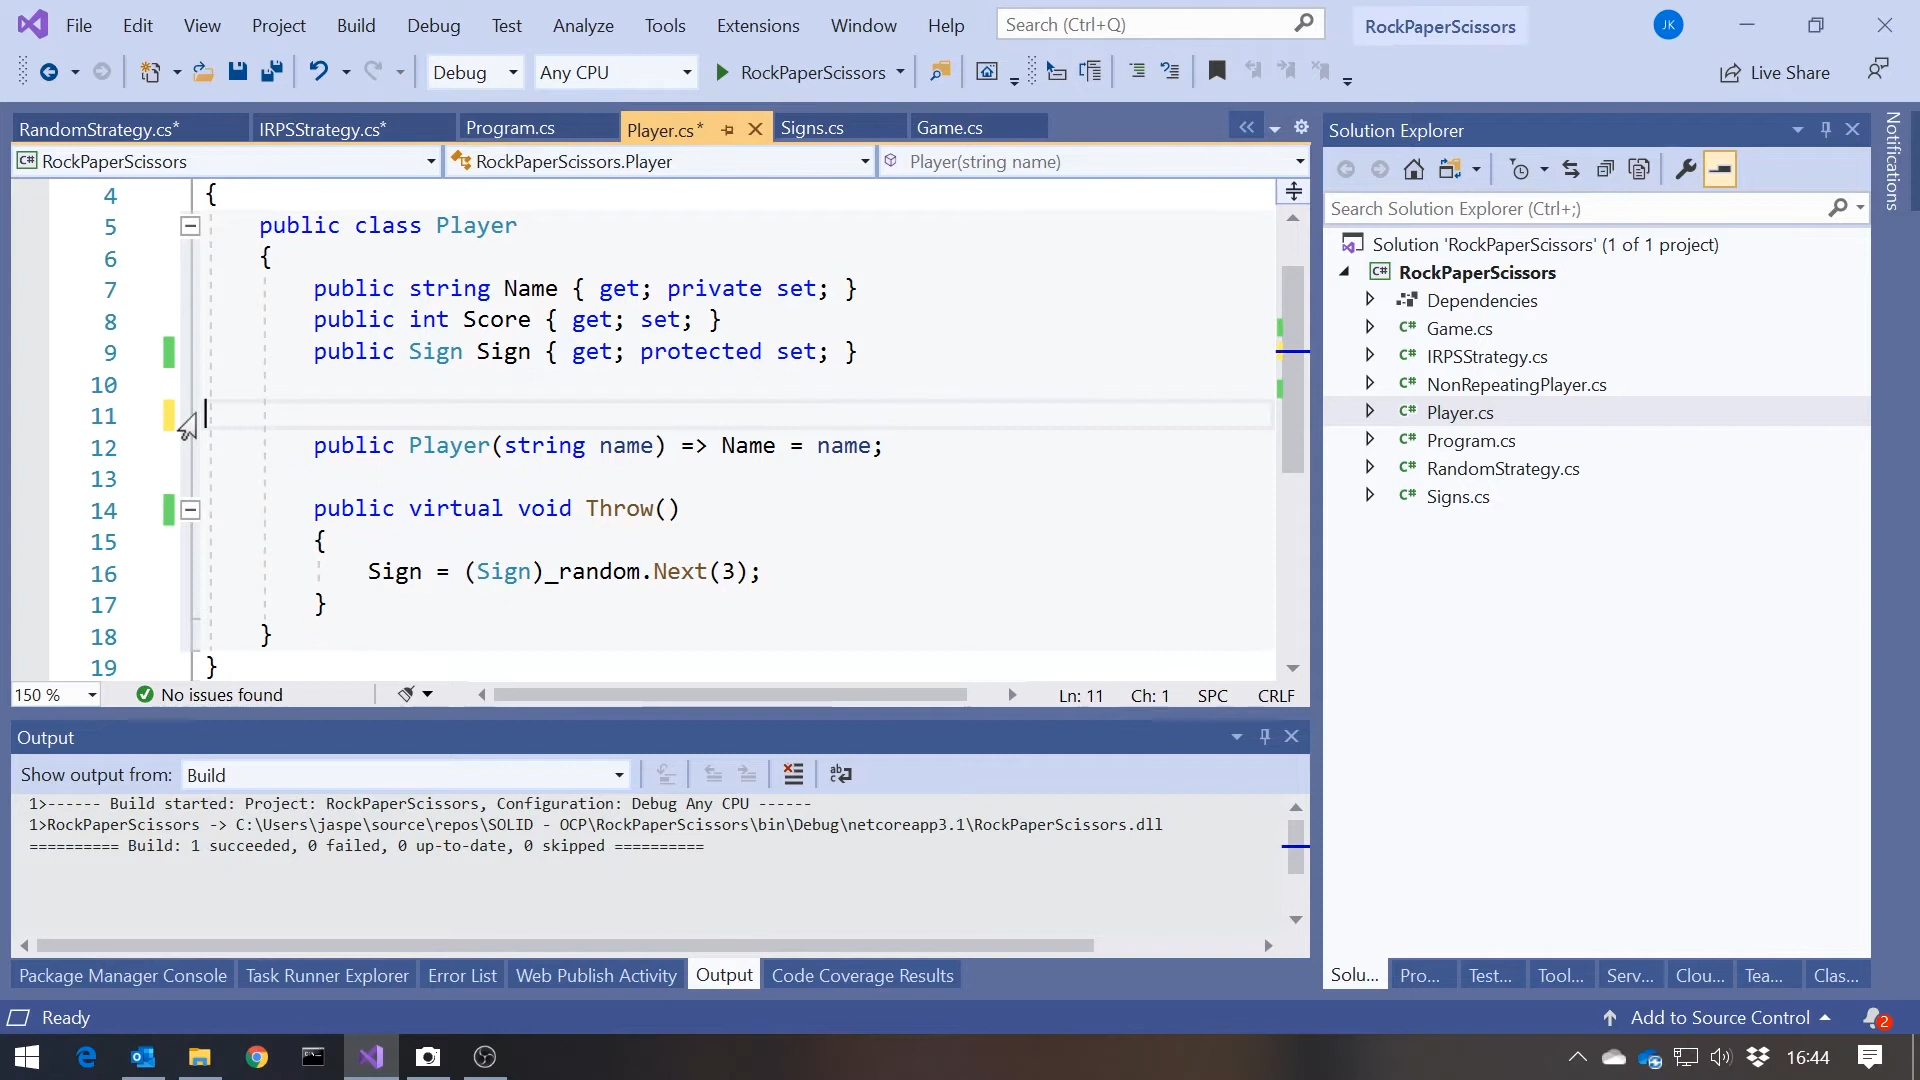 File Edit View Project Build Debug Test Analyze Tools Extensions Window Help Search (Ctrl+Q) RockPaperScissors JK
Debug Any CPU RockPaperScissors Live Share
RandomStrategy.cs* IRPSStrategy.cs* Program.cs Player.cs* Signs.cs Game.cs
C# RockPaperScissors RockPaperScissors.Player Player(string name)
4 {
5 public class Player
6 {
7 public string Name { get; private set; }
8 public int Score { get; set; }
9 public Sign Sign { get; protected set; }
10
11
12 public Player(string name) => Name = name;
13
14 public virtual void Throw()
15 {
16 Sign = (Sign)_random.Next(3);
17 }
18 }
19 }
150 % No issues found Ln: 11 Ch: 1 SPC CRLF
Output
Show output from: Build
1>------ Build started: Project: RockPaperScissors, Configuration: Debug Any CPU ------
1>RockPaperScissors -> C:\Users\jaspe\source\repos\SOLID - OCP\RockPaperScissors\bin\Debug\netcoreapp3.1\RockPaperScissors.dll
========== Build: 1 succeeded, 0 failed, 0 up-to-date, 0 skipped ==========
Package Manager Console Task Runner Explorer Error List Web Publish Activity Output Code Coverage Results
Solution Explorer
Search Solution Explorer (Ctrl+;)
Solution 'RockPaperScissors' (1 of 1 project)
C# RockPaperScissors
Dependencies
C# Game.cs
C# IRPSStrategy.cs
C# NonRepeatingPlayer.cs
C# Player.cs
C# Program.cs
C# RandomStrategy.cs
C# Signs.cs
Solu... Pro... Test... Tool... Serv... Clou... Tea... Clas...
Notifications
Ready Add to Source Control 2
16:44